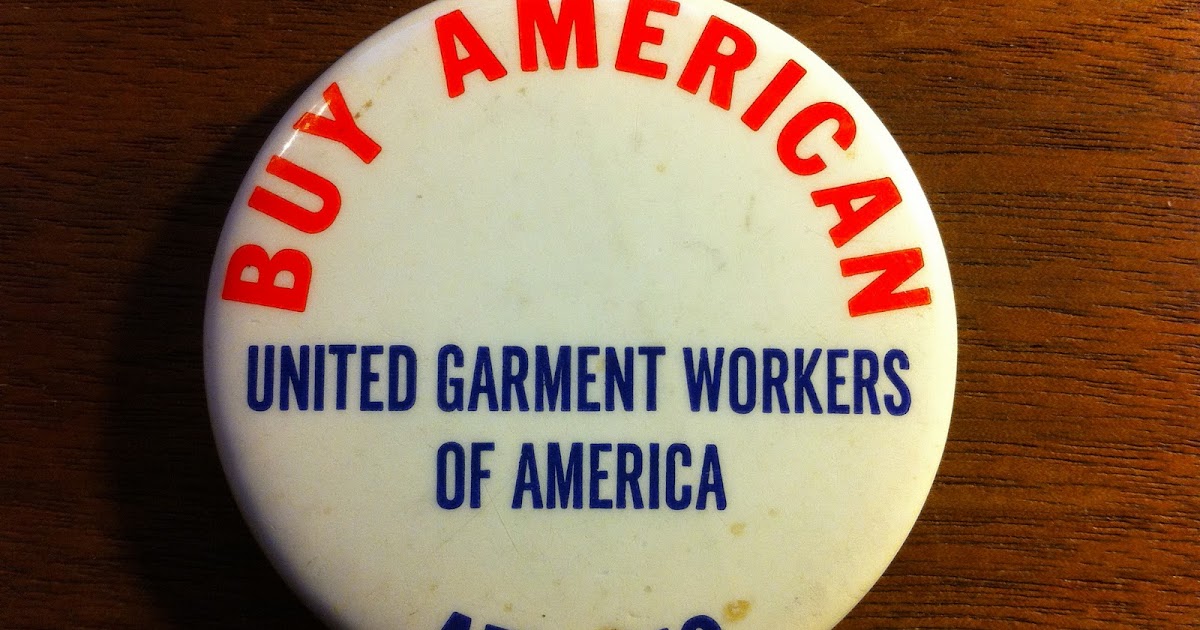 BUY AMERICAN
UNITED GARMENT WORKERS
OF AMERICA